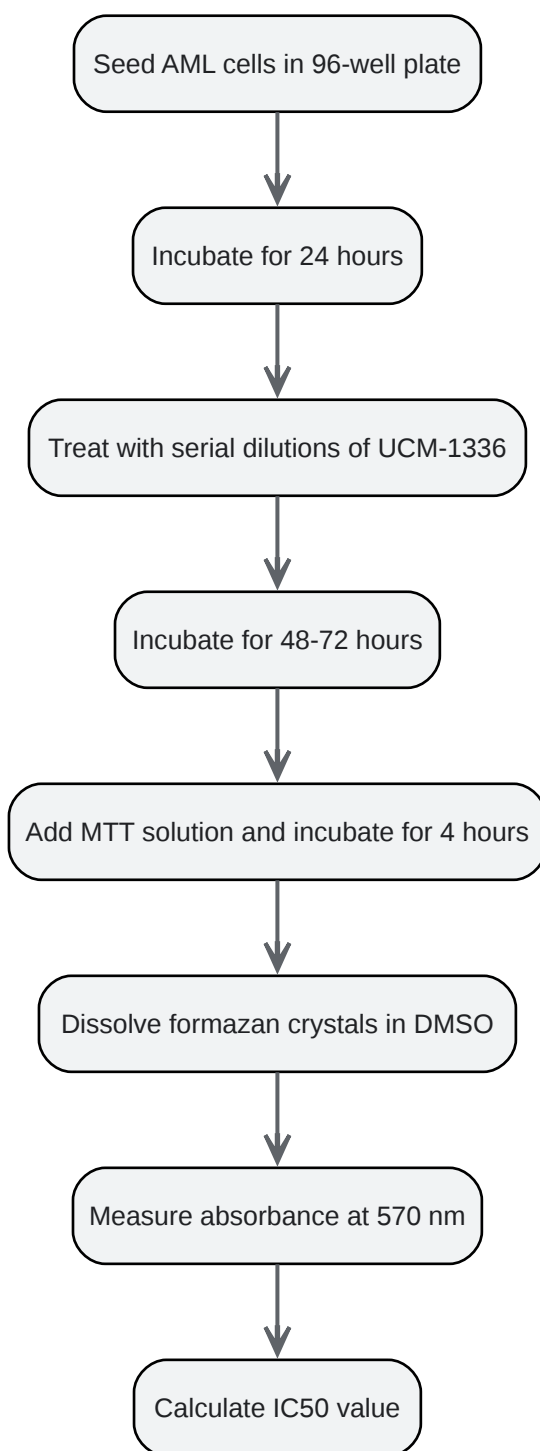 Seed AML cells in 96-well plate
Incubate for 24 hours
Treat with serial dilutions of UCM-1336
Incubate for 48-72 hours
Add MTT solution and incubate for 4 hours
Dissolve formazan crystals in DMSO
Measure absorbance at 570 nm
Calculate IC50 value